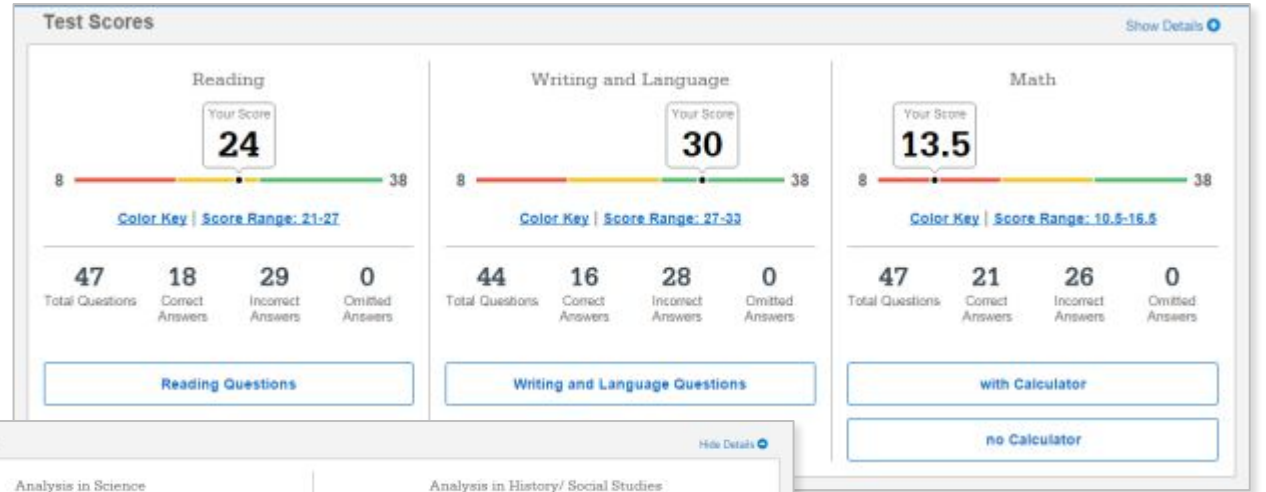 Test Scores
Show Details
Reading
Your Score
24
8
38
Color Key | Score Range: 21-27
47
18
29
0
Total Questions
Correct
Answers
Incorrect
Answers
Omitted
Answers
Reading Questions
Writing and Language
Your Score
30
8
38
Color Key | Score Range: 27-33
44
16
28
0
Total Questions
Correct
Answers
Incorrect
Answers
Omitted
Answers
Writing and Language Questions
Math
Your Score
13.5
8
38
Color Key | Score Range: 10.5-16.5
47
21
26
0
Total Questions
Correct
Answers
Incorrect
Answers
Omitted
Answers
with Calculator
no Calculator
Hide Details
Analysis in Science
Analysis in History/ Social Studies